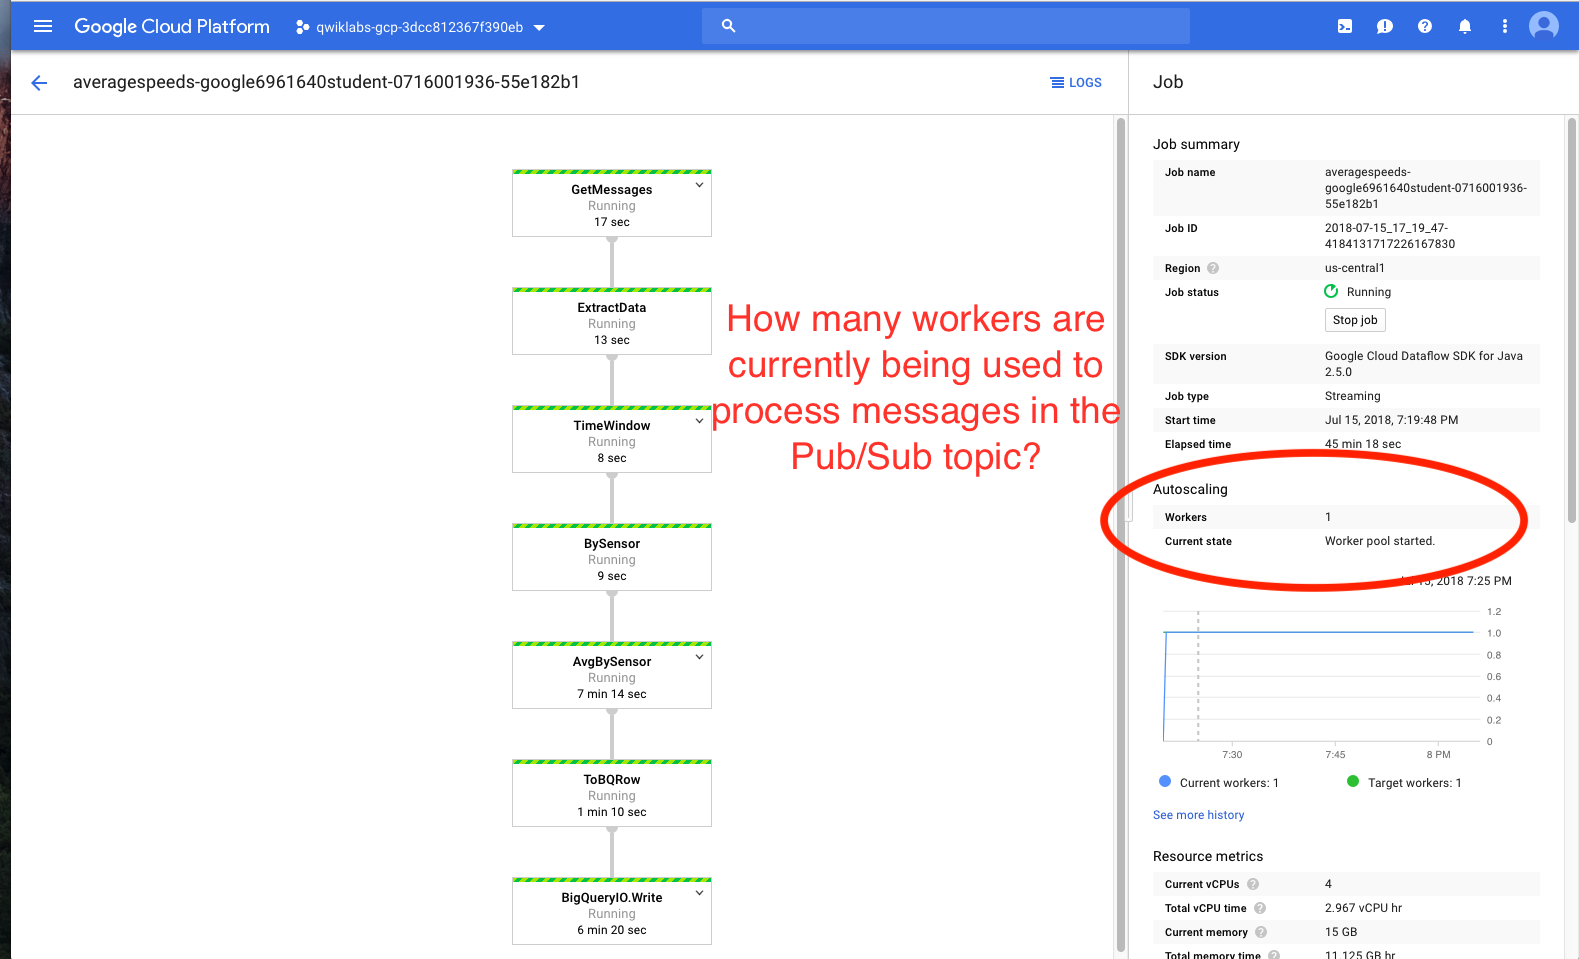 Google Cloud Platform
qwiklabs-gcp-3dcc812367f390eb
averagespeeds-google6961640student-0716001936-55e182b1
LOGS
Job
GetMessages
Running
17 sec
ExtractData
Running
13 sec
TimeWindow
Running
8 sec
BySensor
Running
9 sec
AvgBySensor
Running
7 min 14 sec
ToBQRow
Running
1 min 10 sec
BigQueryIO.Write
Running
6 min 20 sec
How many workers are
currently being used to
process messages in the
Pub/Sub topic?
Job summary
Job name averagespeeds-
google6961640student-0716001936-
55e182b1
Job ID 2018-07-15_17_19_47-
4184131717226167830
Region us-central1
Job status Running
Stop job
SDK version Google Cloud Dataflow SDK for Java
2.5.0
Job type Streaming
Start time Jul 15, 2018, 7:19:48 PM
Elapsed time 45 min 18 sec
Autoscaling
Workers 1
Current state Worker pool started.
Jul 15, 2018 7:25 PM
1.2
1.0
0.8
0.6
0.4
0.2
0
7:30 7:45 8 PM
Current workers: 1 Target workers: 1
See more history
Resource metrics
Current vCPUs 4
Total vCPU time 2.967 vCPU hr
Current memory 15 GB
Total memory time 11.125 GB hr